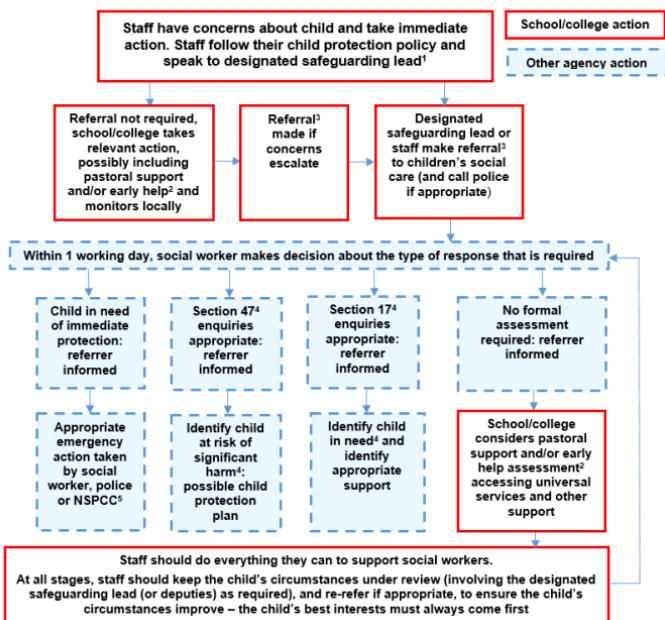 Staff have concerns about child and take immediate
action. Staff follow their child protection policy and
speak to designated safeguarding lead¹
School/college action
Other agency action
Referral not required,
school/college takes
relevant action,
possibly including
pastoral support
and/or early help² and
monitors locally
Referral³
made if
concerns
escalate
Designated
safeguarding lead or
staff make referral³
to children's social
care (and call police
if appropriate)
Within 1 working day, social worker makes decision about the type of response that is required
Child in need
of immediate
protection:
referrer
informed
Section 47⁴
enquiries
appropriate:
referrer
informed
Section 17⁴
enquiries
appropriate:
referrer
informed
No formal
assessment
required: referrer
informed
Appropriate
emergency
action taken
by social
worker, police
or NSPCC⁵
Identify child
at risk of
significant
harm⁴:
possible child
protection
plan
Identify child
in need⁴ and
identify
appropriate
support
School/college
considers pastoral
support and/or early
help assessment²
accessing universal
services and other
support
Staff should do everything they can to support social workers.
At all stages, staff should keep the child's circumstances under review (involving the designated
safeguarding lead (or deputies) as required), and re-refer if appropriate, to ensure the child's
circumstances improve – the child's best interests must always come first